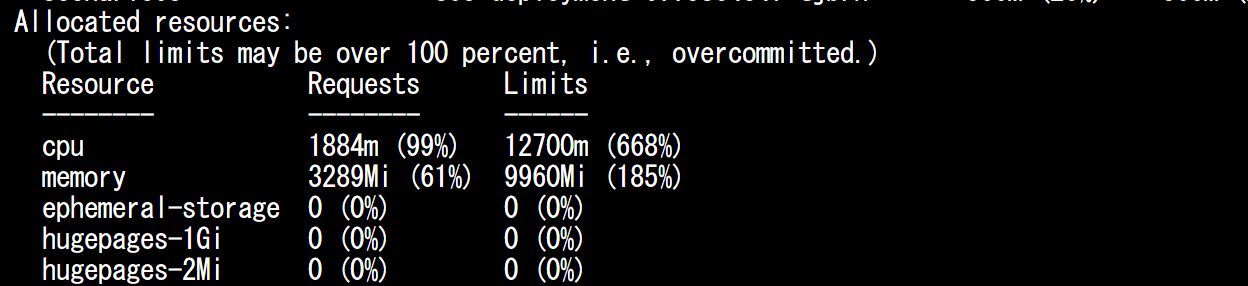 Allocated resources:
(Total limits may be over 100 percent, i.e., overcommitted.)
Resource Requests Limits
-------- -------- ------
cpu 1884m (99%) 12700m (668%)
memory 3289Mi (61%) 9960Mi (185%)
ephemeral-storage 0 (0%) 0 (0%)
hugepages-1Gi 0 (0%) 0 (0%)
hugepages-2Mi 0 (0%) 0 (0%)